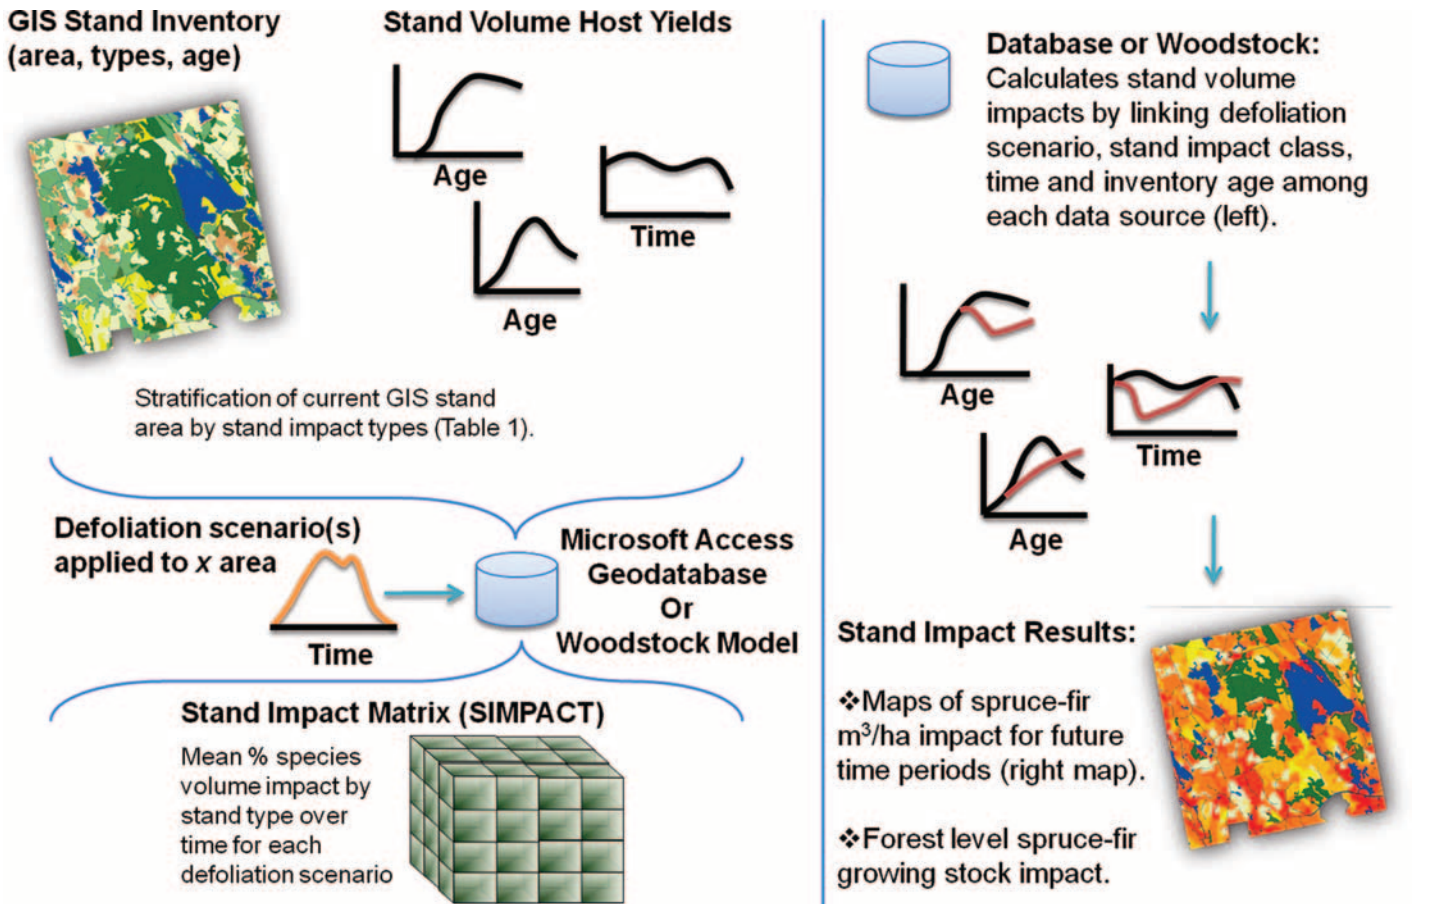 GIS Stand Inventory
(area, types, age)
Stand Volume Host Yields
Age
Time
Age
Stratification of current GIS stand
area by stand impact types (Table 1).
Defoliation scenario(s)
applied to x area
Time
Microsoft Access
Geodatabase
Or
Woodstock Model
Stand Impact Matrix (SIMPACT)
Mean % species
volume impact by
stand type over
time for each
defoliation scenario
Database or Woodstock:
Calculates stand volume
impacts by linking defoliation
scenario, stand impact class,
time and inventory age among
each data source (left).
Age
Time
Age
Stand Impact Results:
❖Maps of spruce-fir
m³/ha impact for future
time periods (right map).
❖Forest level spruce-fir
growing stock impact.